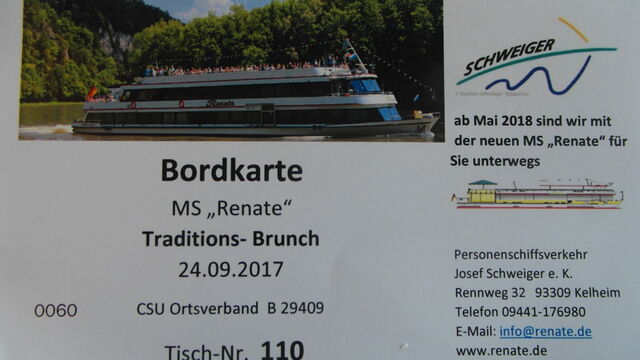 Renate
Bordkarte
MS „Renate“
Traditions- Brunch
24.09.2017
0060
CSU Ortsverband B 29409
Tisch-Nr. 110
SCHWEIGER
ab Mai 2018 sind wir mit
der neuen MS „Renate“ für
Sie unterwegs
Personenschiffsverkehr
Josef Schweiger e. K.
Rennweg 32 93309 Kelheim
Telefon 09441-176980
E-Mail: info@renate.de
www.renate.de